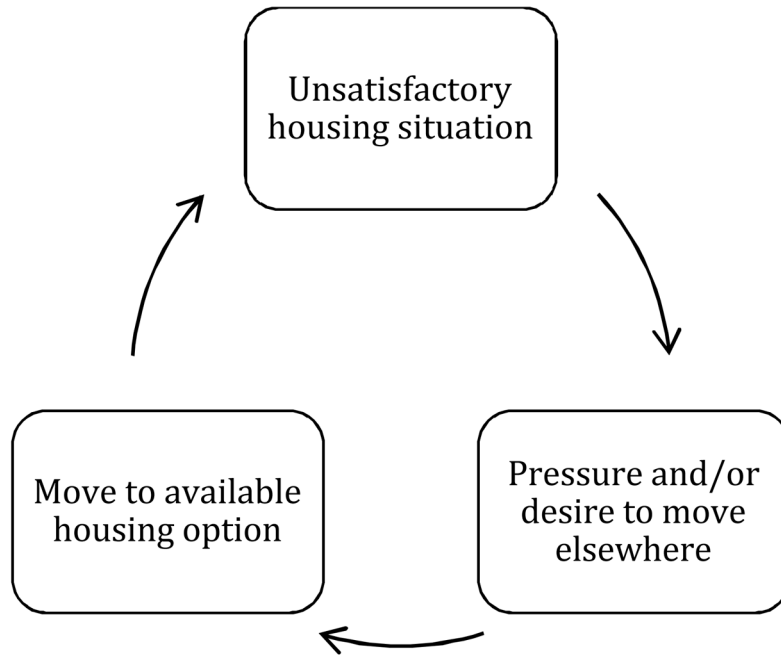 Unsatisfactory
housing situation
Pressure and/or
desire to move
elsewhere
Move to available
housing option